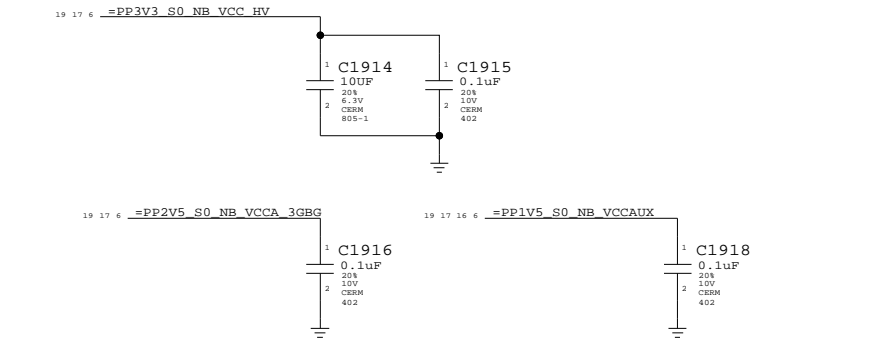 19 17 6 =PP3V3_S0_NB_VCC_HV
1 C1914
10UF
20%
6.3V
2 CERM
805-1
1 C1915
0.1uF
20%
10V
2 CERM
402
19 17 6 =PP2V5_S0_NB_VCCA_3GBG
1 C1916
0.1uF
20%
10V
2 CERM
402
19 17 16 6 =PP1V5_S0_NB_VCCAUX
1 C1918
0.1uF
20%
10V
2 CERM
402